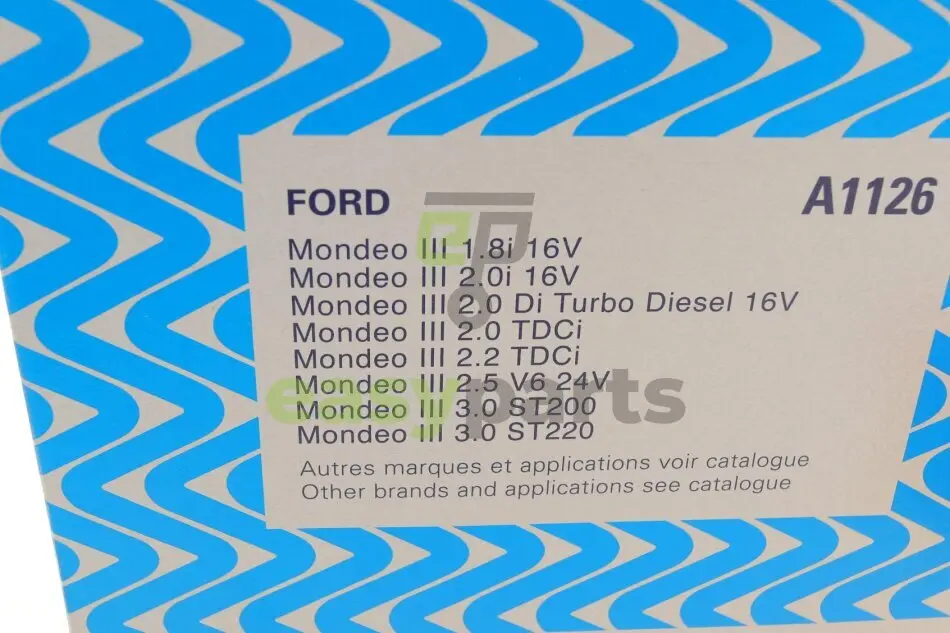 FORD
A1126
Mondeo III 1.8i 16V
Mondeo III 2.0i 16V
Mondeo III 2.0 Di Turbo Diesel 16V
Mondeo III 2.0 TDCi
Mondeo III 2.2 TDCi
Mondeo III 2.5 V6 24V
Mondeo III 3.0 ST200
Mondeo III 3.0 ST220
Autres marques et applications voir catalogue
Other brands and applications see catalogue
ep
easyparts